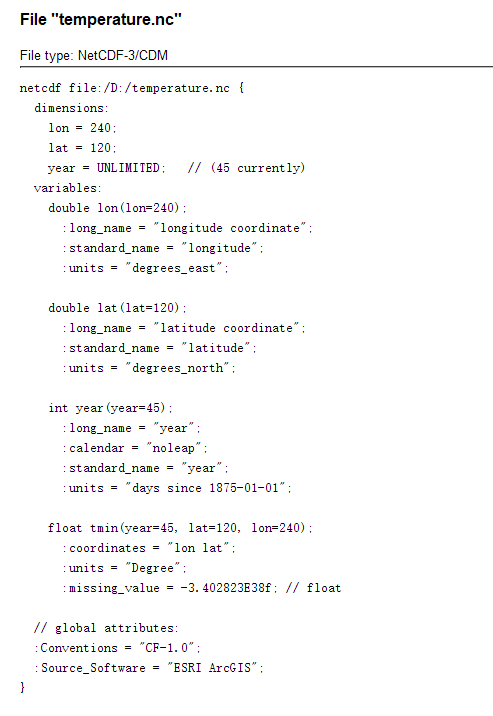 File "temperature.nc"
File type: NetCDF-3/CDM
netcdf file:/D:/temperature.nc {
dimensions:
lon = 240;
lat = 120;
year = UNLIMITED;   // (45 currently)
variables:
double lon(lon=240);
:long_name = "longitude coordinate";
:standard_name = "longitude";
:units = "degrees_east";
double lat(lat=120);
:long_name = "latitude coordinate";
:standard_name = "latitude";
:units = "degrees_north";
int year(year=45);
:long_name = "year";
:calendar = "noleap";
:standard_name = "year";
:units = "days since 1875-01-01";
float tmin(year=45, lat=120, lon=240);
:coordinates = "lon lat";
:units = "Degree";
:missing_value = -3.402823E38f; // float
// global attributes:
:Conventions = "CF-1.0";
:Source_Software = "ESRI ArcGIS";
}